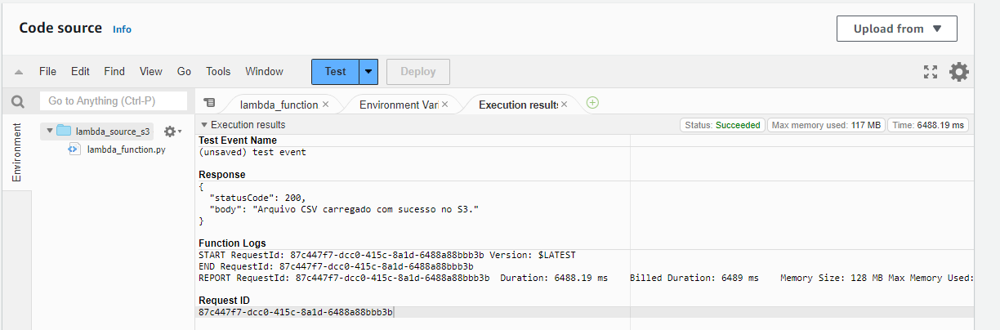 Code source Info
Upload from
File Edit Find View Go Tools Window Test Deploy
Go to Anything (Ctrl-P)
lambda_function
Environment Vari
Execution results
Environment
lambda_source_s3
lambda_function.py
Execution results
Status: Succeeded
Max memory used: 117 MB
Time: 6488.19 ms
Test Event Name
(unsaved) test event
Response
{
"statusCode": 200,
"body": "Arquivo CSV carregado com sucesso no S3."
}
Function Logs
START RequestId: 87c447f7-dcc0-415c-8a1d-6488a88bbb3b Version: $LATEST
END RequestId: 87c447f7-dcc0-415c-8a1d-6488a88bbb3b
REPORT RequestId: 87c447f7-dcc0-415c-8a1d-6488a88bbb3b Duration: 6488.19 ms Billed Duration: 6489 ms Memory Size: 128 MB Max Memory Used:
Request ID
87c447f7-dcc0-415c-8a1d-6488a88bbb3b